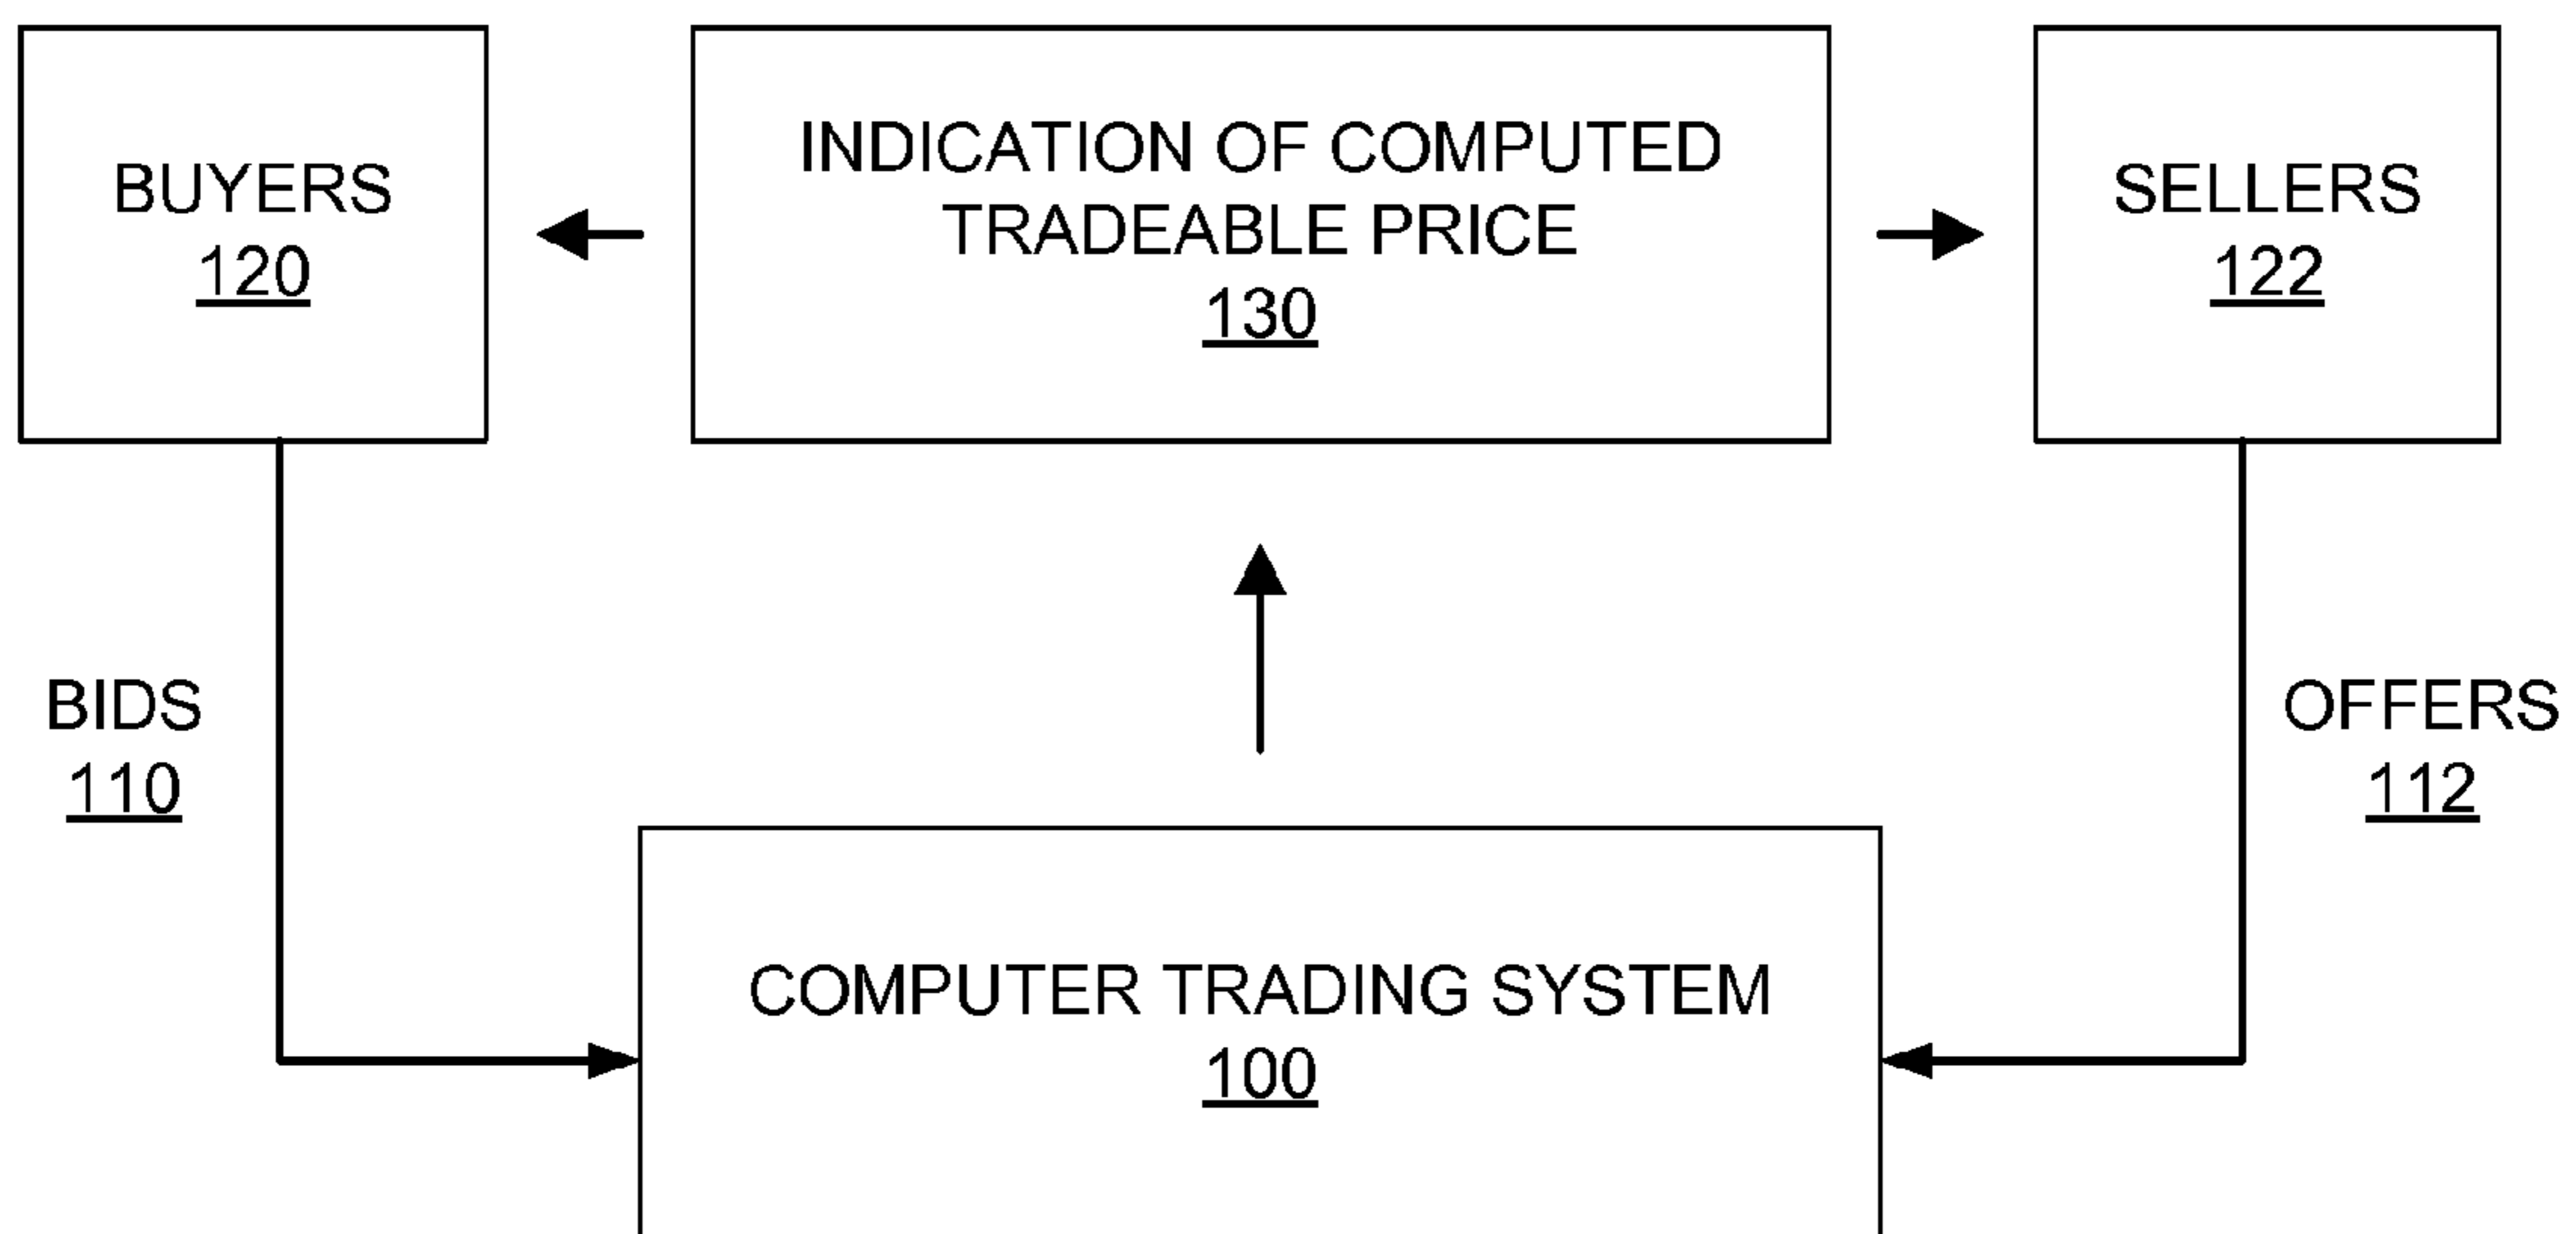 BUYERS
120
INDICATION OF COMPUTED
TRADEABLE PRICE
130
SELLERS
122
BIDS
110
OFFERS
112
COMPUTER TRADING SYSTEM
100